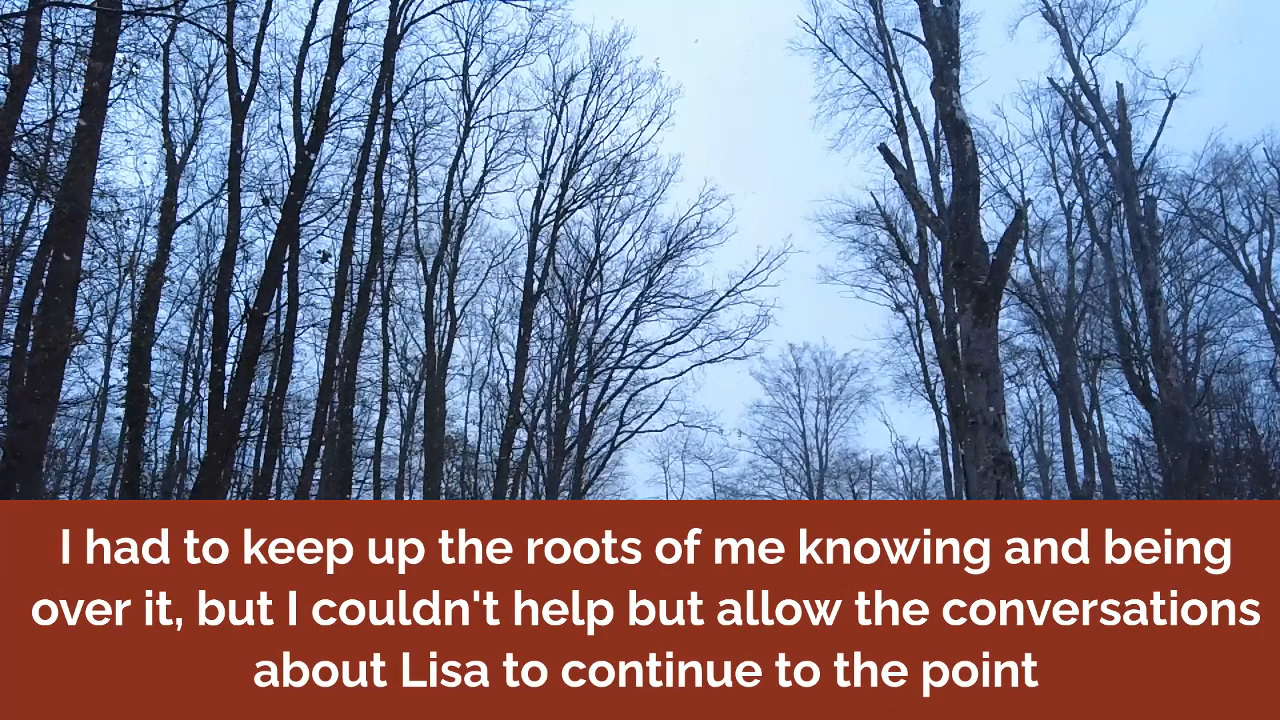 I had to keep up the roots of me knowing and being
over it, but I couldn't help but allow the conversations
about Lisa to continue to the point